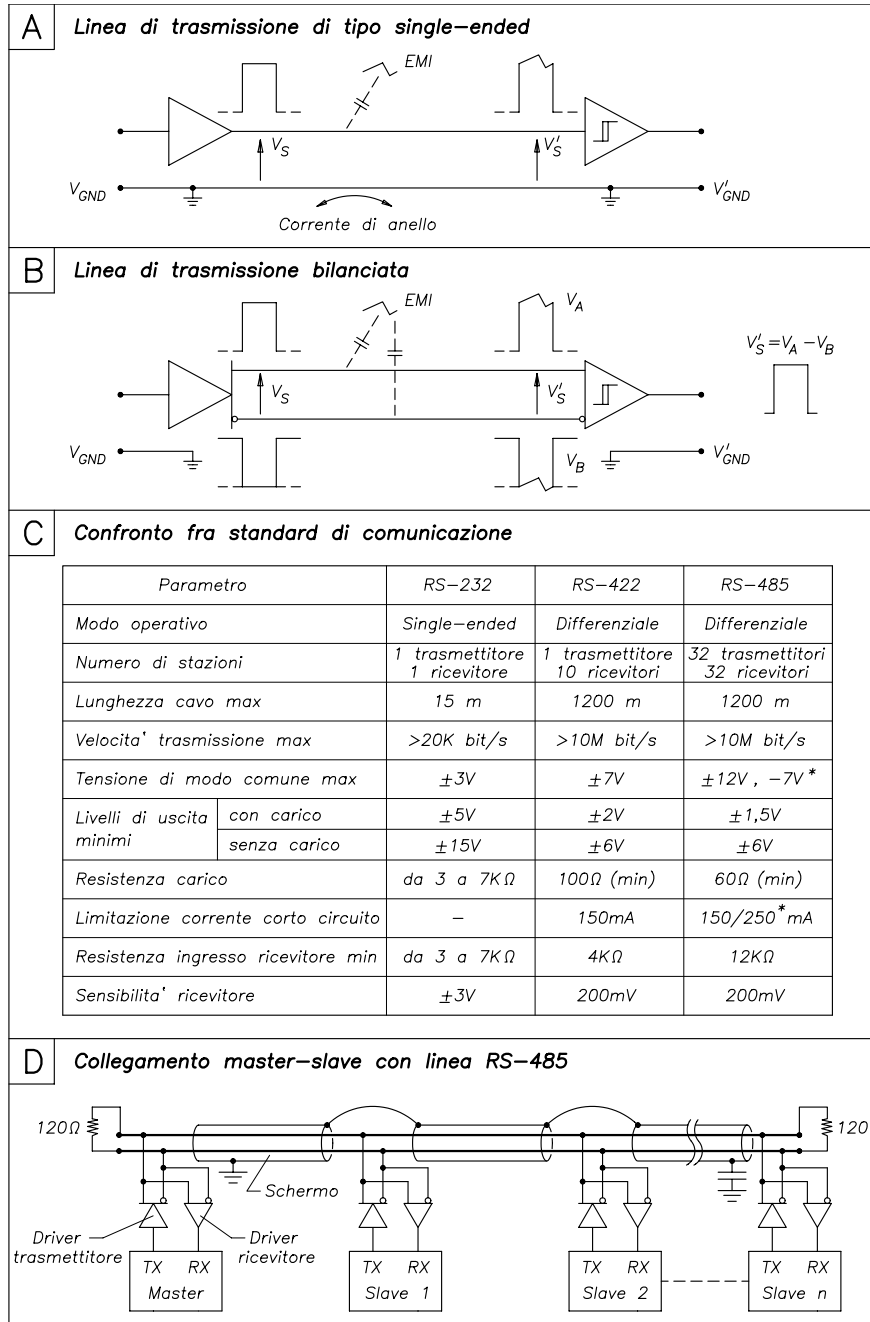 A Linea di trasmissione di tipo single-ended
EMI
V_S
V'_S
V_GND
V'_GND
Corrente di anello
B Linea di trasmissione bilanciata
EMI
V_A
V'_S=V_A -V_B
V_S
V'_S
V_GND
V_B
V'_GND
C Confronto fra standard di comunicazione
Parametro RS-232 RS-422 RS-485
Modo operativo Single-ended Differenziale Differenziale
Numero di stazioni 1 trasmettitore 1 trasmettitore 32 trasmettitori
1 ricevitore 10 ricevitori 32 ricevitori
Lunghezza cavo max 15 m 1200 m 1200 m
Velocita' trasmissione max >20K bit/s >10M bit/s >10M bit/s
Tensione di modo comune max ±3V ±7V ±12V , -7V*
Livelli di uscita minimi con carico ±5V ±2V ±1,5V
senza carico ±15V ±6V ±6V
Resistenza carico da 3 a 7KΩ 100Ω (min) 60Ω (min)
Limitazione corrente corto circuito - 150mA 150/250*mA
Resistenza ingresso ricevitore min da 3 a 7KΩ 4KΩ 12KΩ
Sensibilita' ricevitore ±3V 200mV 200mV
D Collegamento master-slave con linea RS-485
120Ω
120
Schermo
Driver trasmettitore
Driver ricevitore
TX RX
Master
TX RX
Slave 1
TX RX
Slave 2
TX RX
Slave n